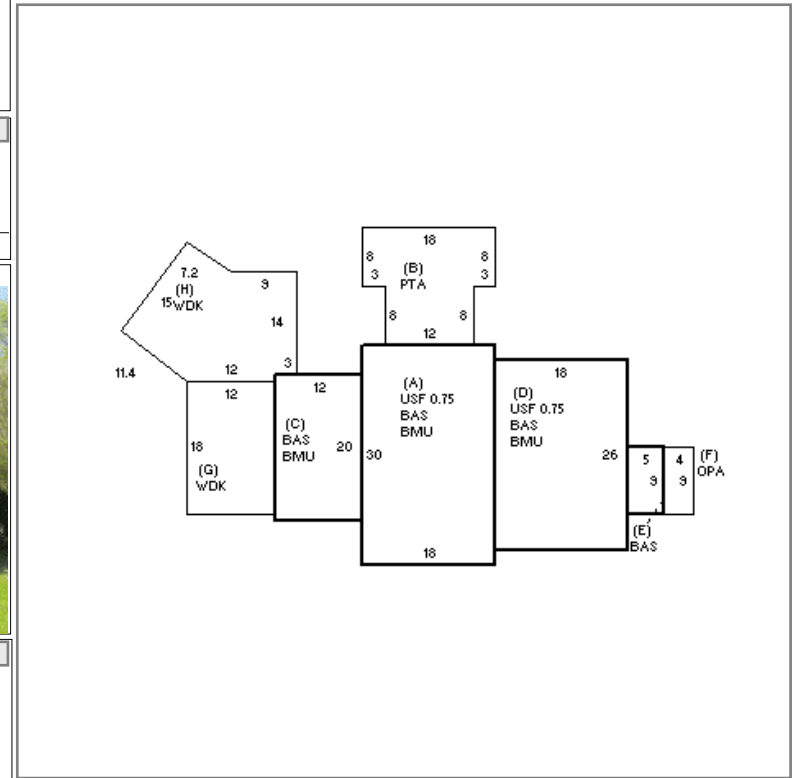 18
8
8
(B)
PTA
3
3
8
8
12
7.2
(H)
15 WDK
9
14
11.4
12
3
12
18
(G)
WDK
12
(C)
BAS
BMU
20
(A)
USF 0.75
BAS
BMU
30
18
18
(D)
USF 0.75
BAS
BMU
26
5
9
4
9
(F)
OPA
(E)
BAS